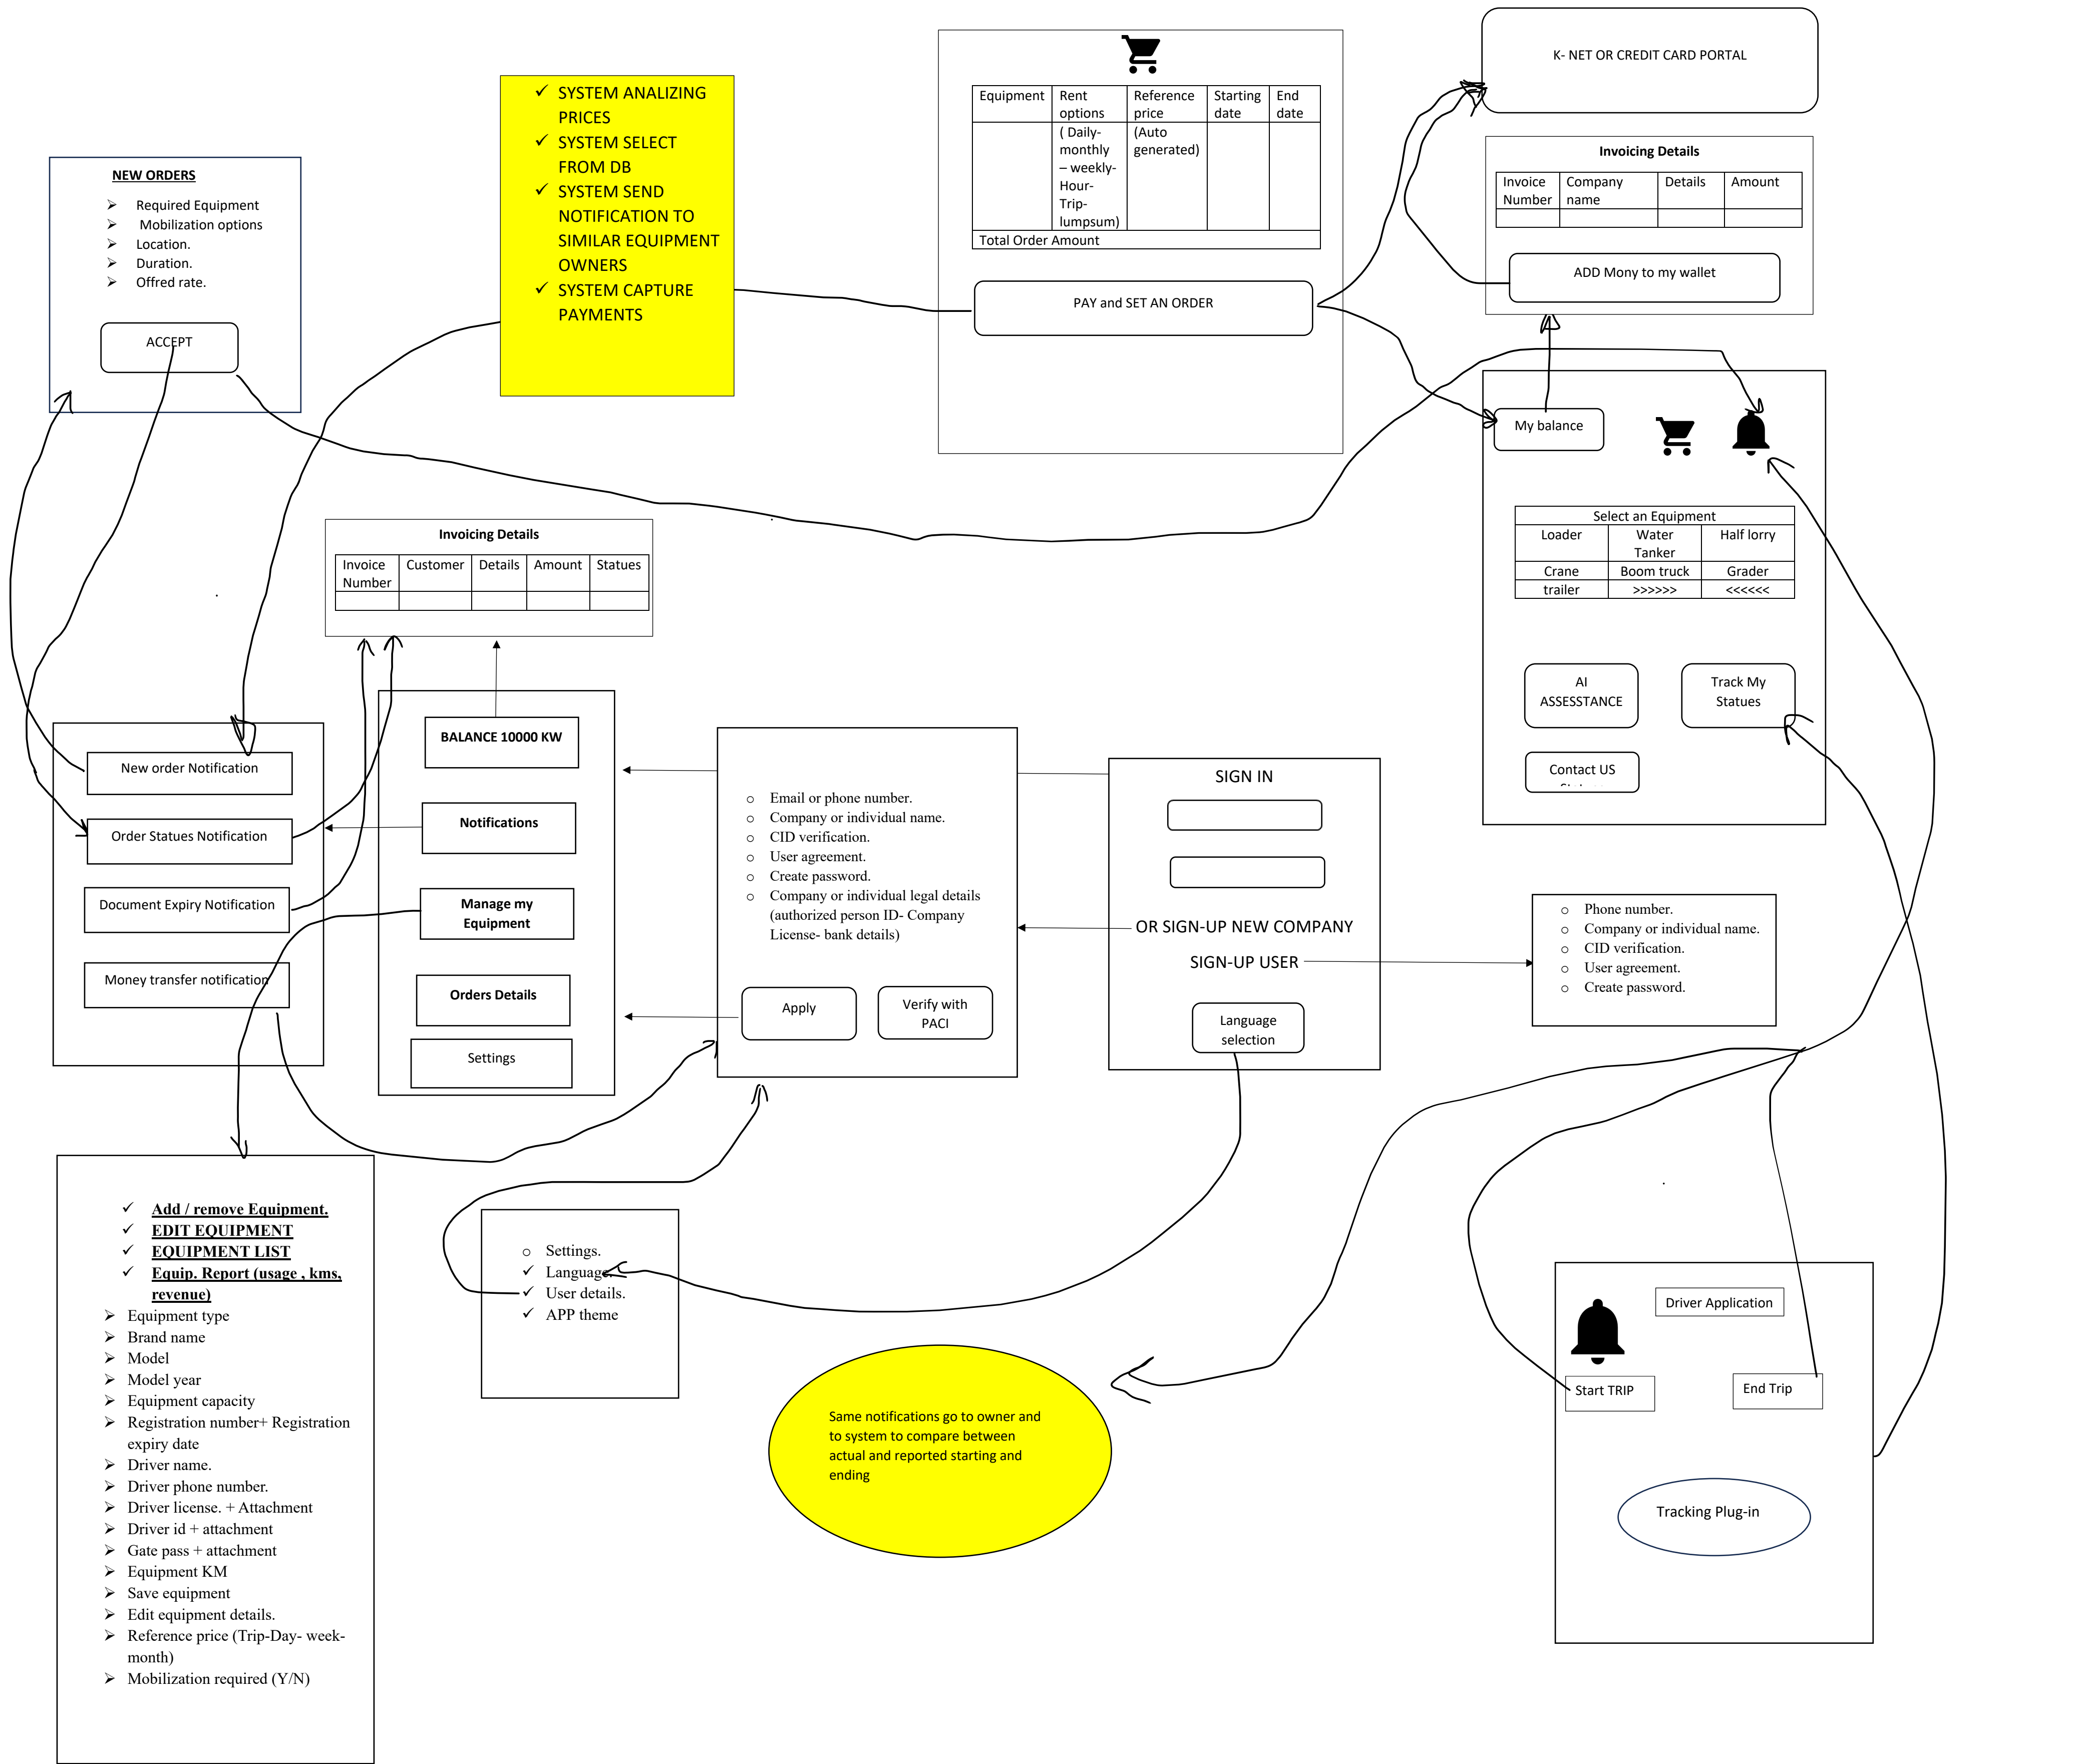 K- NET OR CREDIT CARD PORTAL
Equipment
Rent
options
Reference
price
Starting
date
End
date
( Daily-
monthly
– weekly-
Hour-
Trip-
lumpsum)
(Auto
generated)
Total Order Amount
PAY and SET AN ORDER
SYSTEM ANALIZING
PRICES
SYSTEM SELECT
FROM DB
SYSTEM SEND
NOTIFICATION TO
SIMILAR EQUIPMENT
OWNERS
SYSTEM CAPTURE
PAYMENTS
NEW ORDERS
Required Equipment
Mobilization options
Location.
Duration.
Offred rate.
ACCEPT
Invoicing Details
Invoice
Number
Company
name
Details
Amount
ADD Mony to my wallet
My balance
Select an Equipment
Loader
Water
Tanker
Half lorry
Crane
Boom truck
Grader
trailer
>>>>>>
<<<<<<
AI
ASSESSTANCE
Track My
Statues
Contact US
Invoicing Details
Invoice
Number
Customer
Details
Amount
Statues
New order Notification
Order Statues Notification
Document Expiry Notification
Money transfer notification
BALANCE 10000 KW
Notifications
Manage my
Equipment
Orders Details
Settings
Email or phone number.
Company or individual name.
CID verification.
User agreement.
Create password.
Company or individual legal details
(authorized person ID- Company
License- bank details)
Apply
Verify with
PACI
SIGN IN
OR SIGN-UP NEW COMPANY
SIGN-UP USER
Language
selection
Phone number.
Company or individual name.
CID verification.
User agreement.
Create password.
Add / remove Equipment.
EDIT EQUIPMENT
EQUIPMENT LIST
Equip. Report (usage , kms,
revenue)
Equipment type
Brand name
Model
Model year
Equipment capacity
Registration number+ Registration
expiry date
Driver name.
Driver phone number.
Driver license. + Attachment
Driver id + attachment
Gate pass + attachment
Equipment KM
Save equipment
Edit equipment details.
Reference price (Trip-Day- week-
month)
Mobilization required (Y/N)
Settings.
Language.
User details.
APP theme
Same notifications go to owner and
to system to compare between
actual and reported starting and
ending
Driver Application
Start TRIP
End Trip
Tracking Plug-in